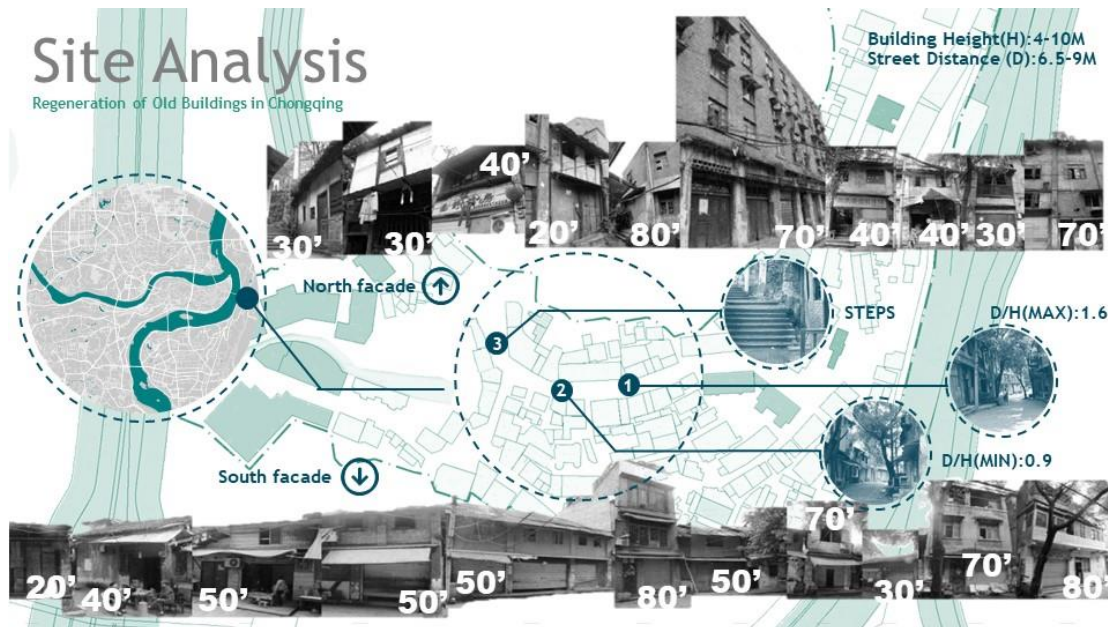 Site Analysis
Regeneration of Old Buildings in Chongqing
Building Height(H):4-10M
Street Distance (D):6.5-9M
30’
30’
40’
20’
80’
70’
40’
40’
30’
70’
North facade
STEPS
D/H(MAX):1.6
3
2
1
D/H(MIN):0.9
South facade
20’
40’
50’
50’
50’
80’
50’
70’
30’
70’
80’